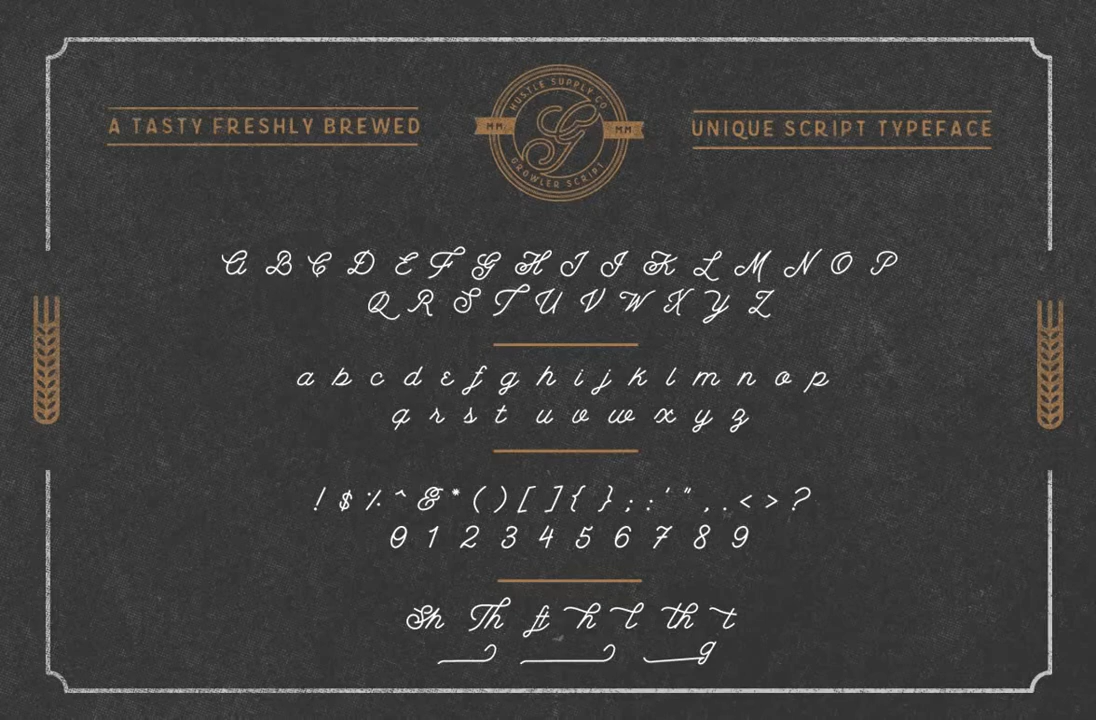 HUSTLE SUPPLY CO
A TASTY FRESHLY BREWED
MM
G
MM
UNIQUE SCRIPT TYPEFACE
GROWLER SCRIPT
A B C D E F G H I J K L M N O P
Q R S T U V W X Y Z
a b c d e f g h i j k l m n o p
q r s t u v w x y z
! $ % ^ & * ( ) [ ] { } ; : ' " , . < > ?
0 1 2 3 4 5 6 7 8 9
Sh Th ft h l th t
g